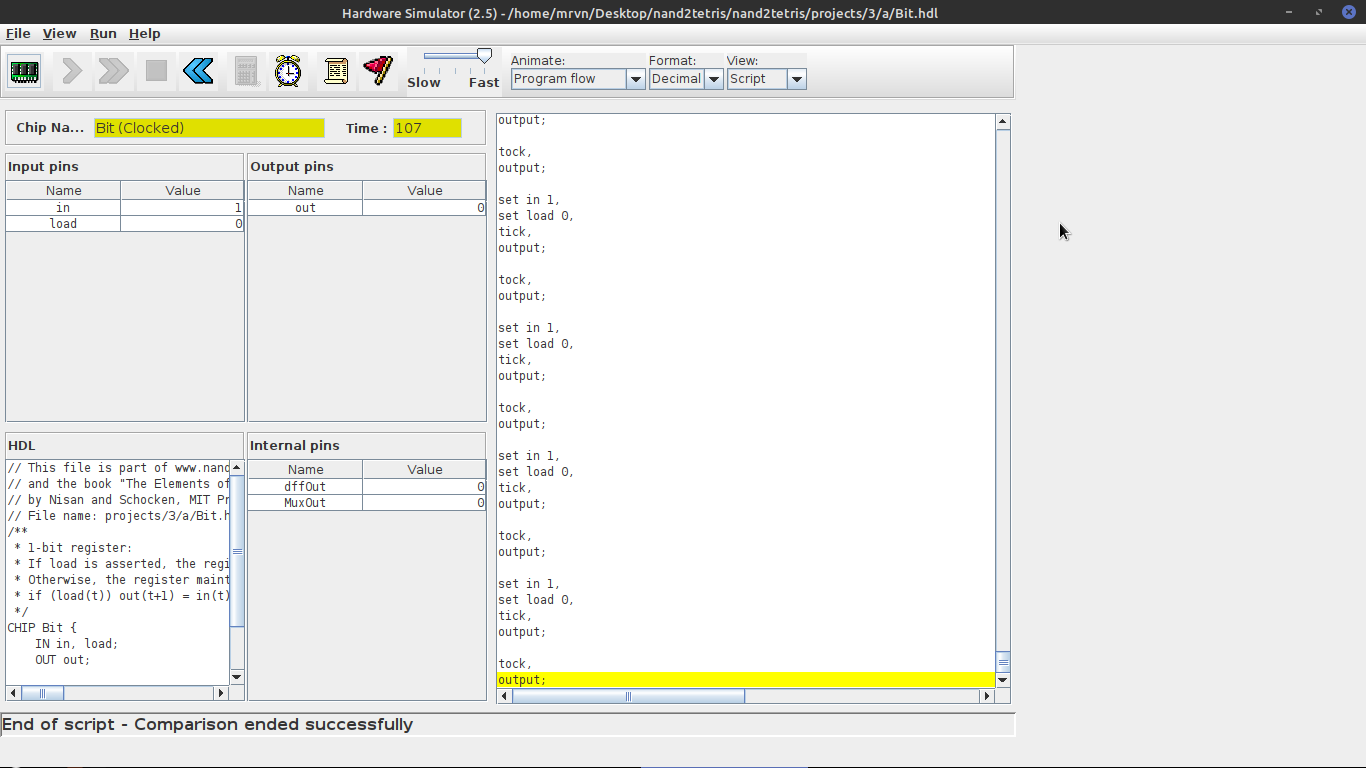 Hardware Simulator (2.5) - /home/mrvn/Desktop/nand2tetris/nand2tetris/projects/3/a/Bit.hdl
File View Run Help
Animate: Format: View:
Slow Fast Program flow Decimal Script
Chip Na... Bit (Clocked) Time : 107
Input pins
Name Value
in 1
load 0
Output pins
Name Value
out 0
HDL
// This file is part of www.nand
// and the book "The Elements of
// by Nisan and Schocken, MIT Pr
// File name: projects/3/a/Bit.h
/**
* 1-bit register:
* If load is asserted, the regi
* Otherwise, the register maint
* if (load(t)) out(t+1) = in(t)
*/
CHIP Bit {
IN in, load;
OUT out;
Internal pins
Name Value
dffOut 0
MuxOut 0
output;
tock,
output;
set in 1,
set load 0,
tick,
output;
tock,
output;
set in 1,
set load 0,
tick,
output;
tock,
output;
set in 1,
set load 0,
tick,
output;
tock,
output;
set in 1,
set load 0,
tick,
output;
tock,
output;
End of script - Comparison ended successfully